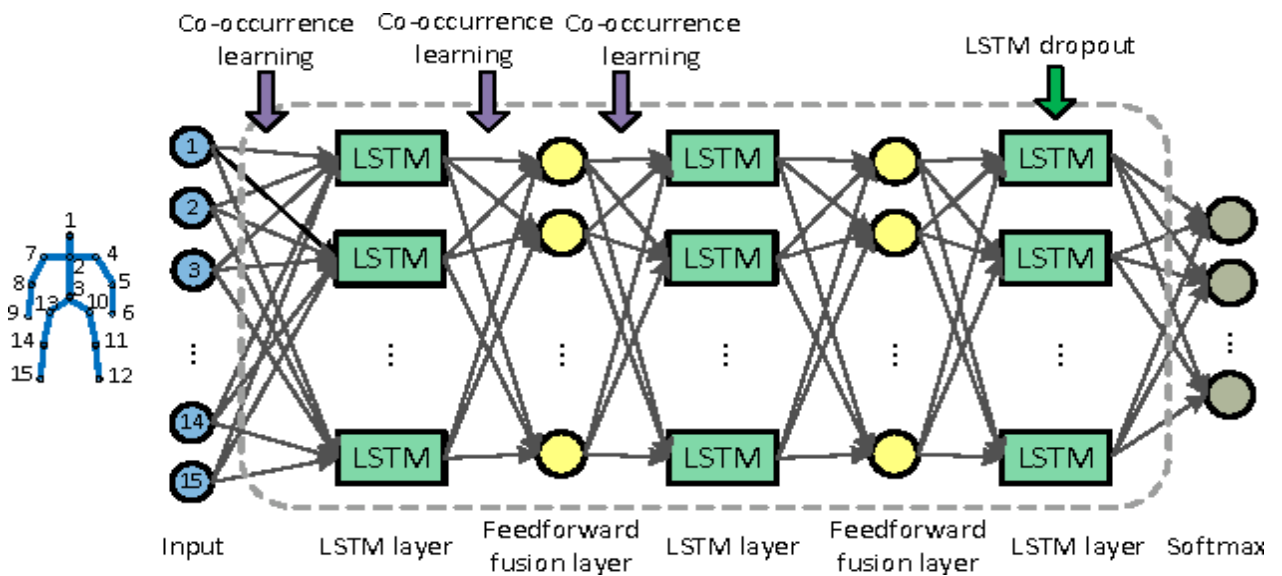 Co-occurrence learning
Co-occurrence learning
Co-occurrence learning
LSTM dropout
1
2
3
⋮
14
15
1
7
4
2
8
5
3
13
10
9
6
14
11
15
12
LSTM
LSTM
⋮
LSTM
⋮
LSTM
LSTM
⋮
LSTM
⋮
LSTM
LSTM
⋮
LSTM
⋮
Input
LSTM layer
Feedforward
fusion layer
LSTM layer
Feedforward
fusion layer
LSTM layer
Softmax